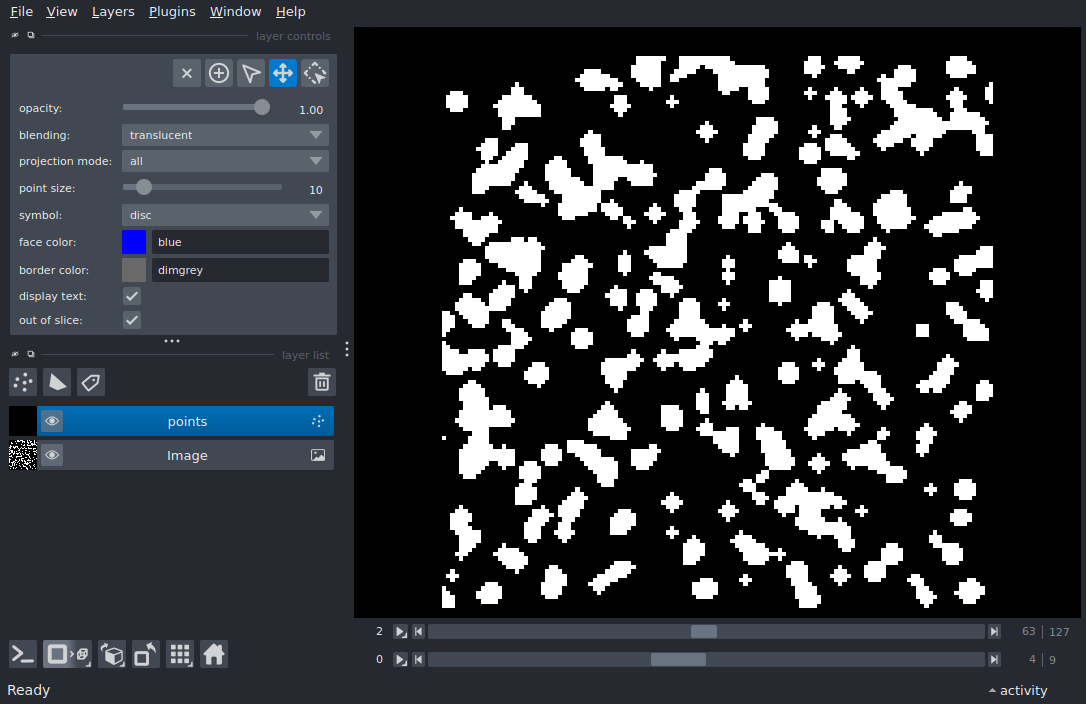 File View Layers Plugins Window Help
layer controls
opacity: 1.00
blending: translucent
projection mode: all
point size: 10
symbol: disc
face color: blue
border color: dimgrey
display text:
out of slice:
layer list
points
Image
2 63 127
0 4 9
Ready activity